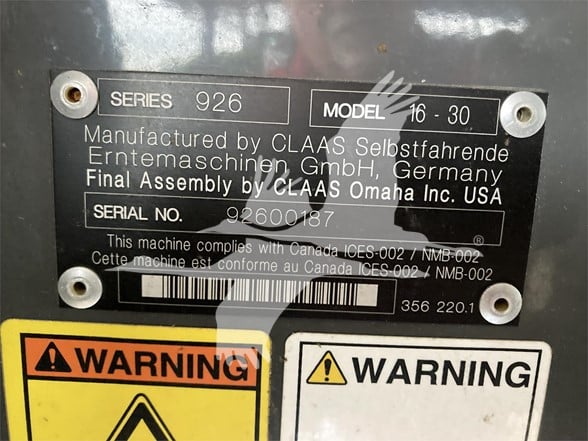 SERIES 926 MODEL 16 - 30
Manufactured by CLAAS Selbstfahrende
Erntemaschinen GmbH, Germany
Final Assembly by CLAAS Omaha Inc. USA
SERIAL NO. 92600187
®
This machine complies with Canada ICES-002 / NMB-002
Cette machine est conforme au Canada ICES-002 / NMB-002
356 220.1
WARNING WARNING